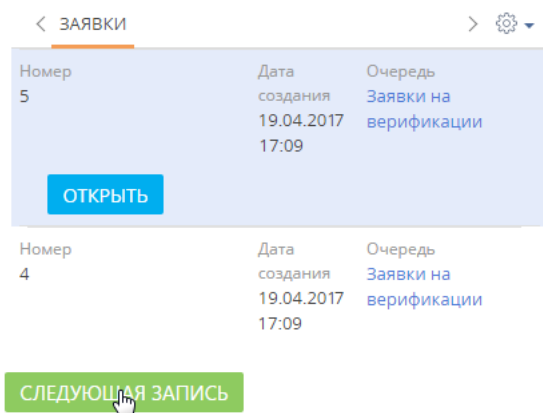 ЗАЯВКИ
Номер Дата Очередь
5 создания Заявки на
19.04.2017 верификации
17:09
ОТКРЫТЬ
Номер Дата Очередь
4 создания Заявки на
19.04.2017 верификации
17:09
СЛЕДУЮЩАЯ ЗАПИСЬ